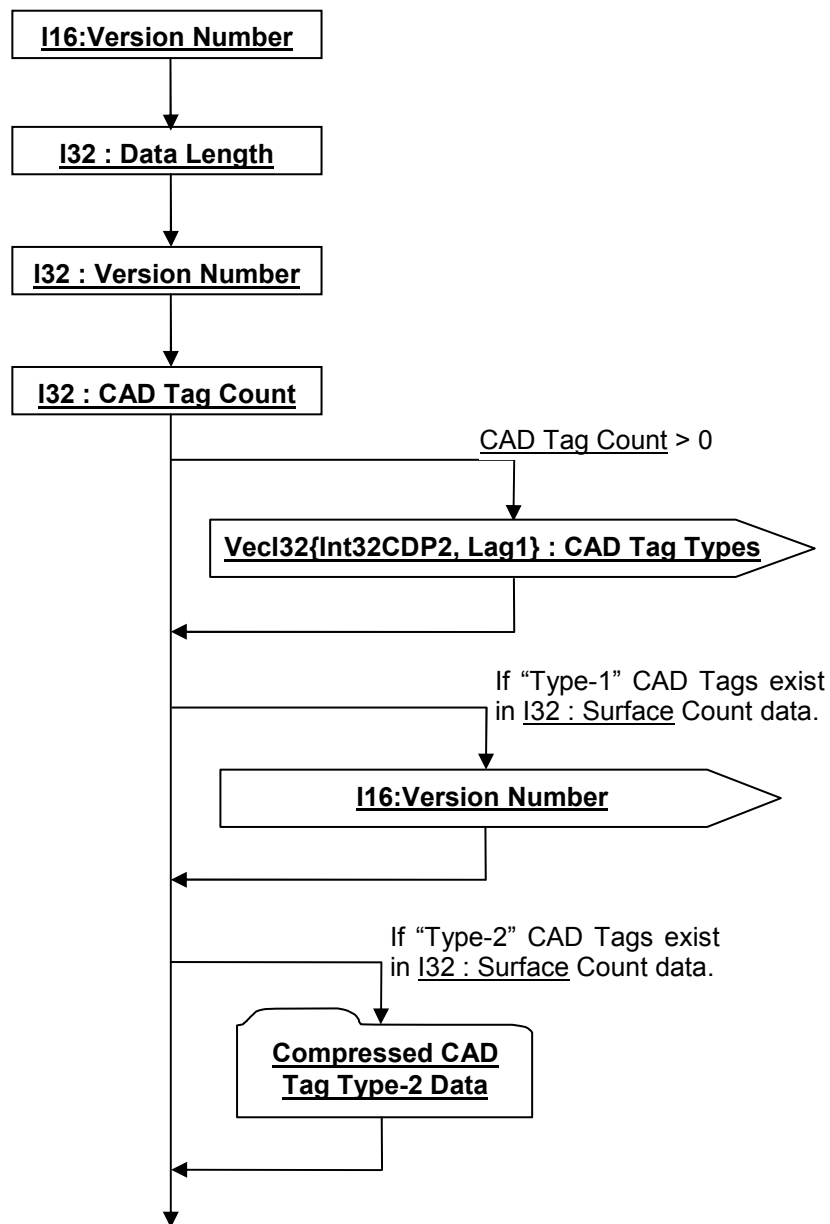 I16:Version Number
I32 : Data Length
I32 : Version Number
I32 : CAD Tag Count
CAD Tag Count > 0
VecI32{Int32CDP2, Lag1} : CAD Tag Types
If “Type-1” CAD Tags exist
in I32 : Surface Count data.
I16:Version Number
If “Type-2” CAD Tags exist
in I32 : Surface Count data.
Compressed CAD
Tag Type-2 Data